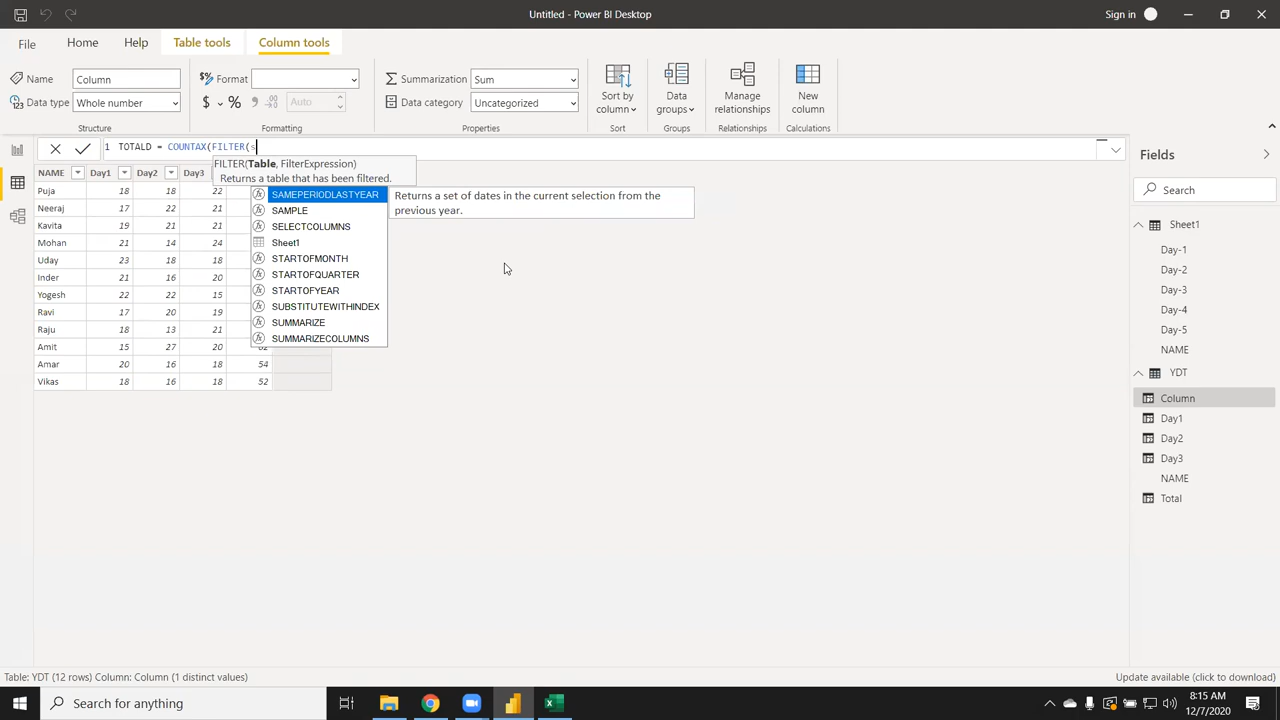 Untitled - Power BI Desktop
Sign in
File
Home
Help
Table tools
Column tools
Name
Column
Format
Summarization
Sum
Data type
Whole number
$ %
Auto
Data category
Uncategorized
Sort by
column
Data
groups
Manage
relationships
New
column
Structure
Formatting
Properties
Sort
Groups
Relationships
Calculations
1 TOTALD = COUNTAX(FILTER(s
FILTER(Table, FilterExpression)
Returns a table that has been filtered.
NAME Day1 Day2 Day3
Puja 18 18 22
Neeraj 17 22 21
Kavita 19 21 21
Mohan 21 14 24
Uday 23 18 18
Inder 21 16 20
Yogesh 22 22 15
Ravi 17 20 19
Raju 18 13 21
Amit 15 27 20
Amar 20 16 18 54
Vikas 18 16 18 52
SAMEPERIODLASTYEAR
SAMPLE
SELECTCOLUMNS
Sheet1
STARTOFMONTH
STARTOFQUARTER
STARTOFYEAR
SUBSTITUTEWITHINDEX
SUMMARIZE
SUMMARIZECOLUMNS
Returns a set of dates in the current selection from the
previous year.
Fields
Search
Sheet1
Day-1
Day-2
Day-3
Day-4
Day-5
NAME
YDT
Column
Day1
Day2
Day3
NAME
Total
Table: YDT (12 rows) Column: Column (1 distinct values)
Update available (click to download)
Search for anything
8:15 AM
12/7/2020